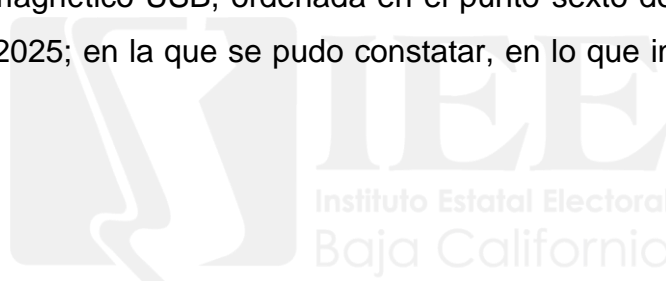 magnético USB, ordenada en el punto sexto de
2025; en la que se pudo constatar, en lo que in
IEE
Instituto Estatal Electoral
Baja California